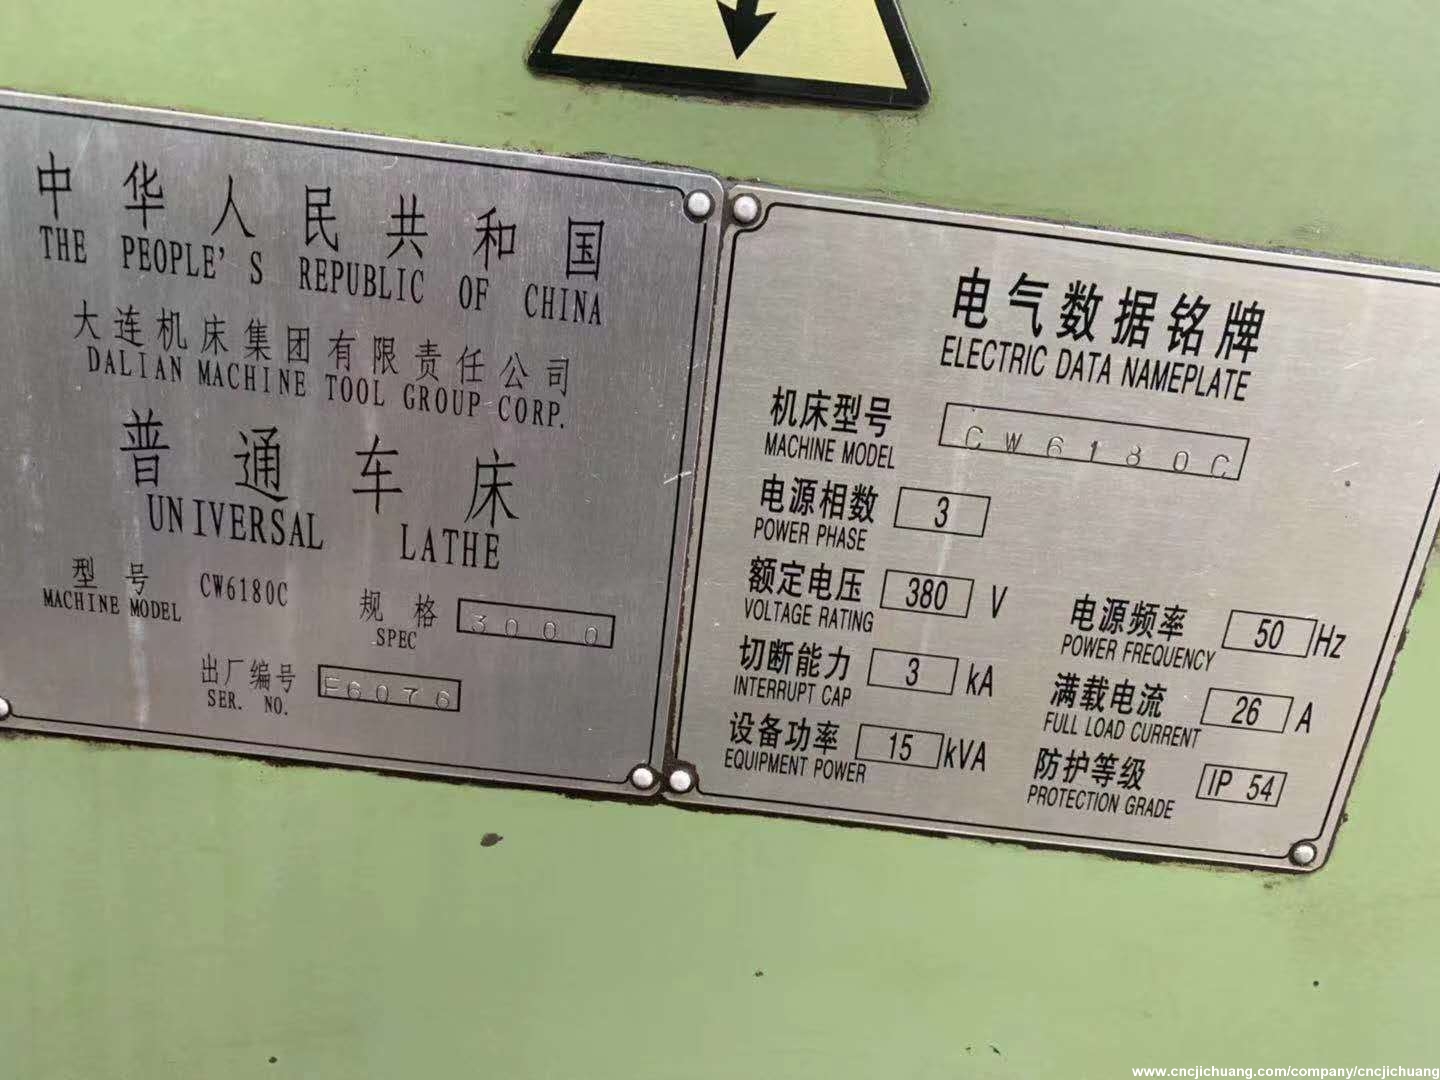 中华人民共和国
THE PEOPLE'S REPUBLIC OF CHINA
大连机床集团有限责任公司
DALIAN MACHINE TOOL GROUP CORP.
普通车床
UNIVERSAL LATHE
型号 CW6180C
MACHINE MODEL
规格 3000
SPEC
出厂编号 F6076
SER. NO.
电气数据铭牌
ELECTRIC DATA NAMEPLATE
机床型号 CW6180C
MACHINE MODEL
电源相数 3
POWER PHASE
额定电压 380 V
VOLTAGE RATING
电源频率 50 Hz
POWER FREQUENCY
切断能力 3 kA
INTERRUPT CAP
满载电流 26 A
FULL LOAD CURRENT
设备功率 15 kVA
EQUIPMENT POWER
防护等级 IP 54
PROTECTION GRADE
www.cncjichuang.com/company/cncjichuang